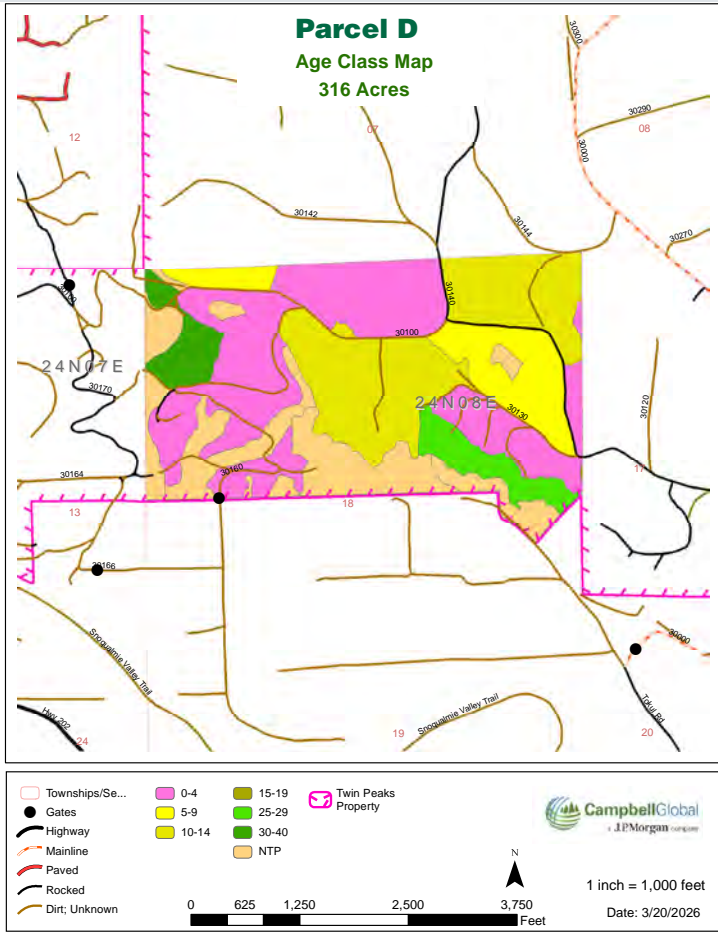 Parcel D
Age Class Map
316 Acres
30300
30290
12
07
08
30000
30142
30144
30270
30180
30140
30100
24N07E
30170
24N08E
30130
30120
30164
30160
17
13
18
30166
Snoqualmie Valley Trail
30000
Hwy 202
Snoqualmie Valley Trail
Tokul Rd
24
19
20
Townships/Se...
Gates
Highway
Mainline
Paved
Rocked
Dirt; Unknown
0-4
5-9
10-14
15-19
25-29
30-40
NTP
Twin Peaks
Property
CampbellGlobal
a J.P.Morgan company
N
0 625 1,250 2,500 3,750
Feet
1 inch = 1,000 feet
Date: 3/20/2026